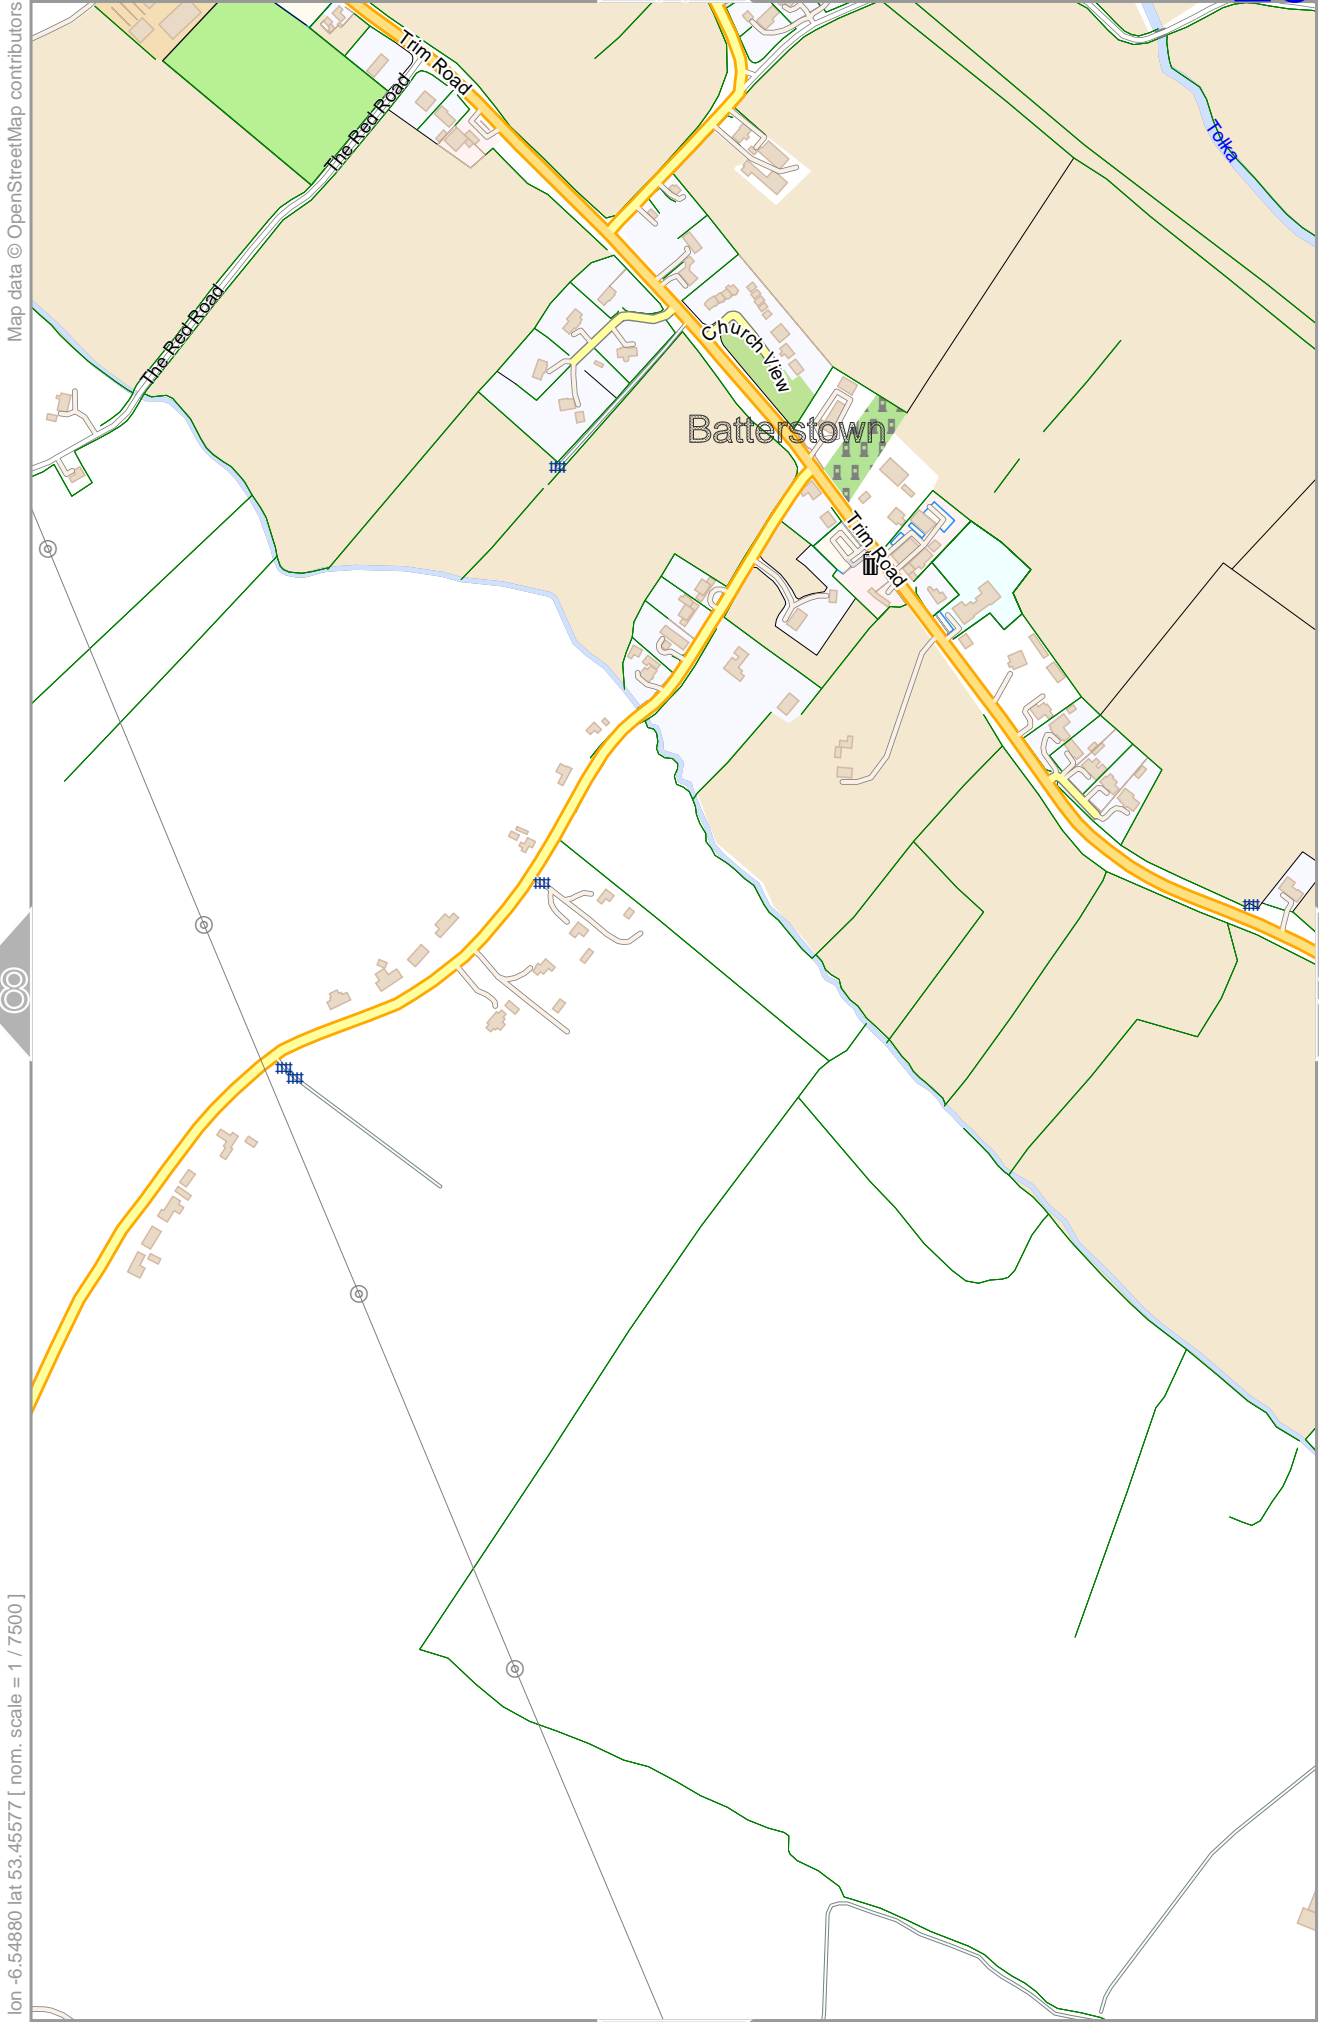 Map data © OpenStreetMap contributors
Trim Road
The Red Road
Tolka
The Red Road
Church View
Batterstown
Trim Road
8
lon -6.54880 lat 53.45577 [ nom. scale = 1 / 7500 ]